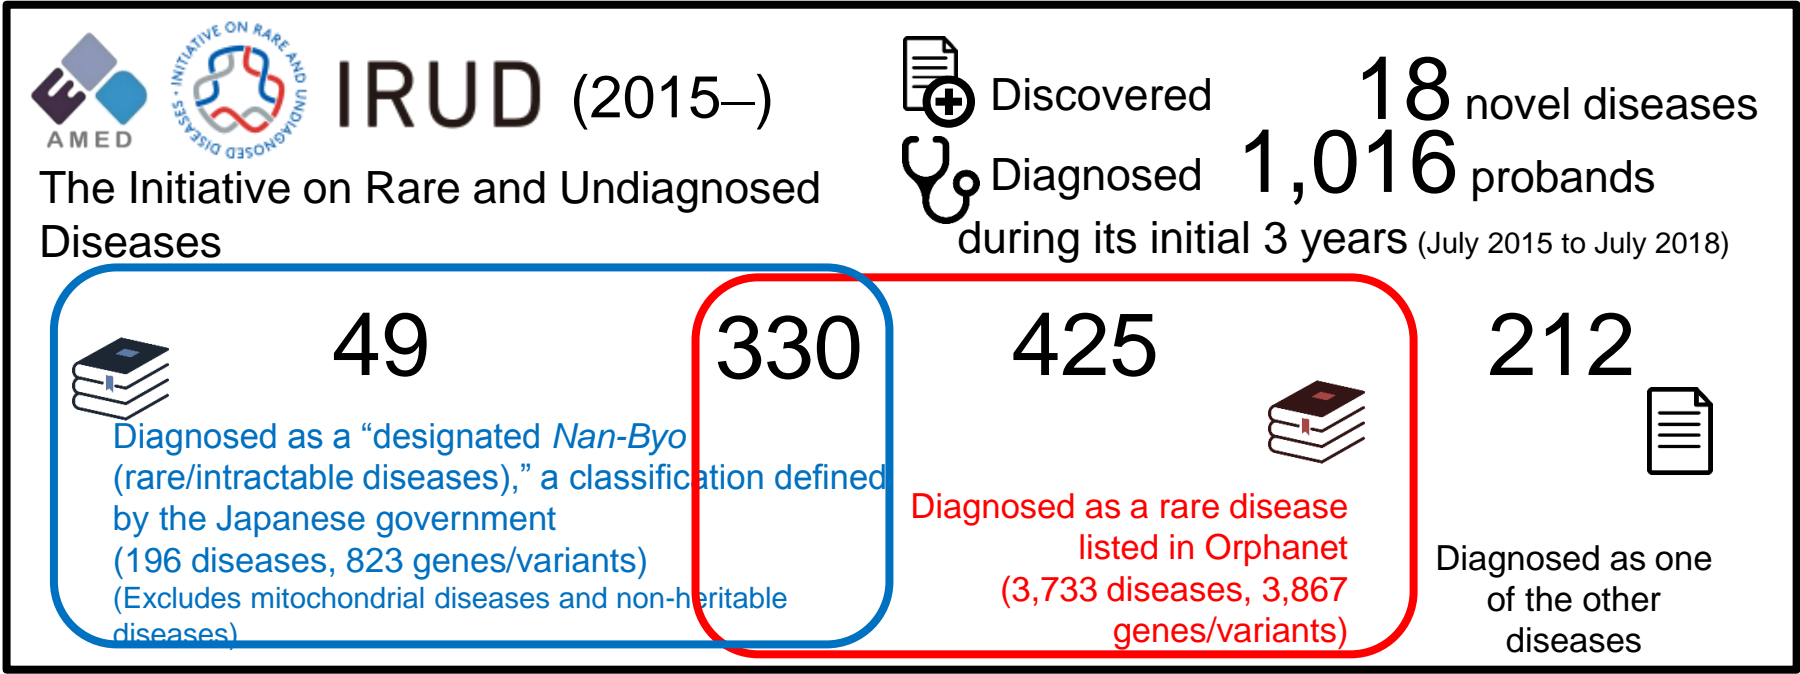 AMED
INITIATIVE ON RARE AND UNDIAGNOSED DISEASES
IRUD (2015–)
The Initiative on Rare and Undiagnosed
Diseases
Discovered 18 novel diseases
Diagnosed 1,016 probands
during its initial 3 years (July 2015 to July 2018)
49
330
425
212
Diagnosed as a “designated Nan-Byo
(rare/intractable diseases),” a classification defined
by the Japanese government
(196 diseases, 823 genes/variants)
(Excludes mitochondrial diseases and non-heritable
diseases)
Diagnosed as a rare disease
listed in Orphanet
(3,733 diseases, 3,867
genes/variants)
Diagnosed as one
of the other
diseases